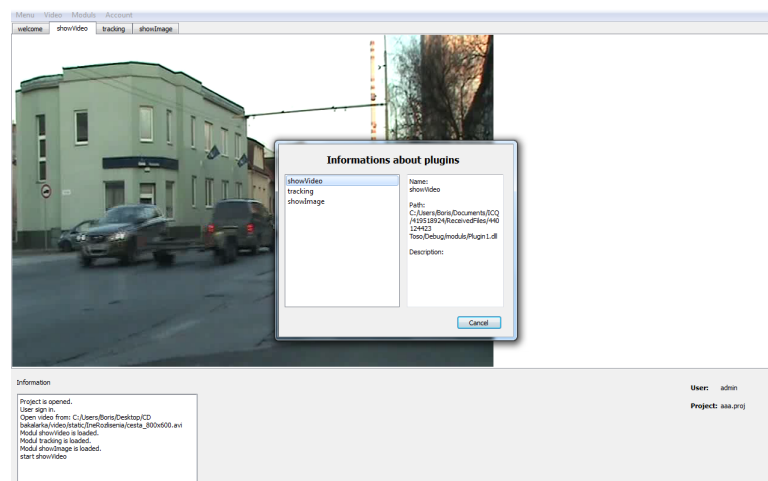 Menu Video Moduls Account
welcome showVideo tracking showImage
Informations about plugins
showVideo
tracking
showImage
Name:
showVideo
Path:
C:/Users/Boris/Documents/ICQ
/419518924/ReceivedFiles/440
124423
Toso/Debug/moduls/Plugin1.dll
Description:
Cancel
Information
Project is opened.
User sign in.
Open video from: C:/Users/Boris/Desktop/CD
bakalarka/video/static/IneRozlisenia/cesta_800x600.avi
Modul showVideo is loaded.
Modul tracking is loaded.
Modul showImage is loaded.
start showVideo
User: admin
Project: aaa.proj